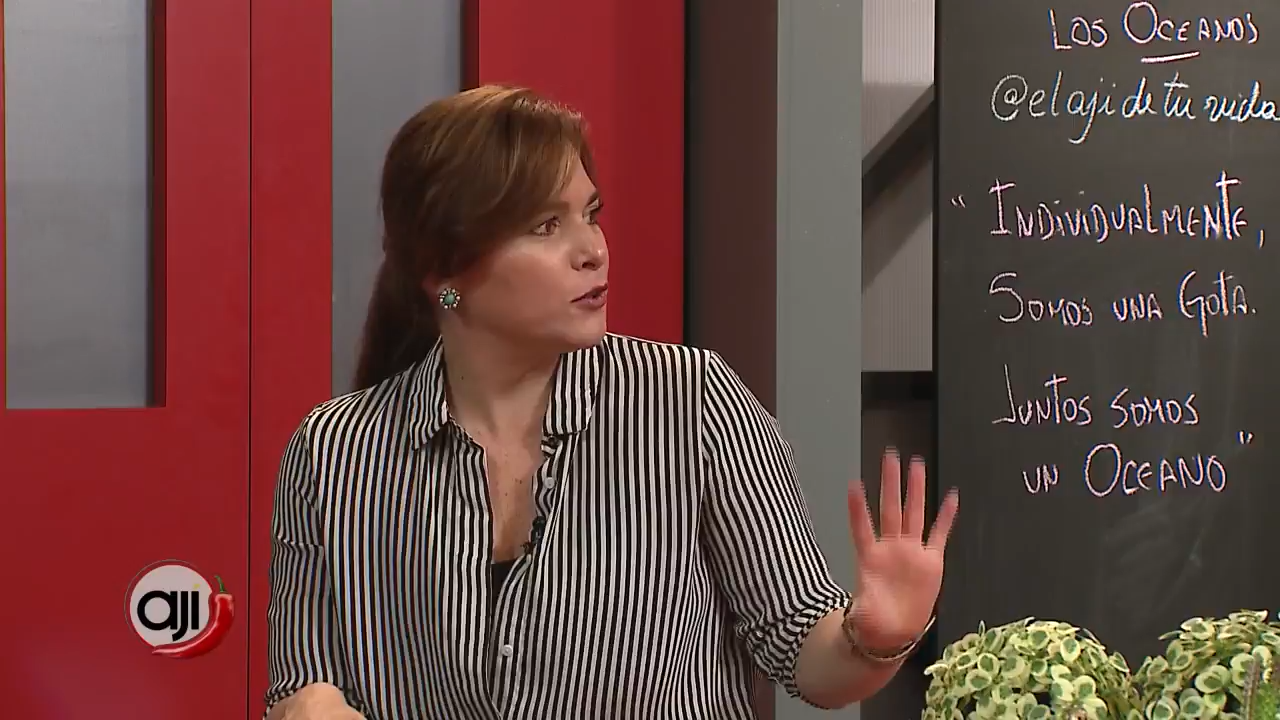 Los Oceanos
@elajidetuvida
“ Individualmente,
Somos una Gota.
Juntos somos
un Oceano ”
aji